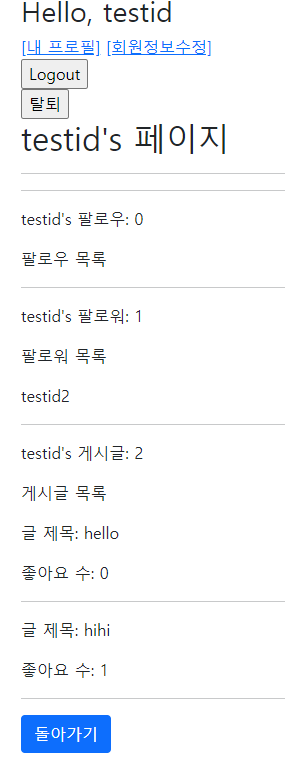 Hello, testid
[내 프로필] [회원정보수정]
Logout
탈퇴
testid's 페이지
testid's 팔로우: 0
팔로우 목록
testid's 팔로워: 1
팔로워 목록
testid2
testid's 게시글: 2
게시글 목록
글 제목: hello
좋아요 수: 0
글 제목: hihi
좋아요 수: 1
돌아가기